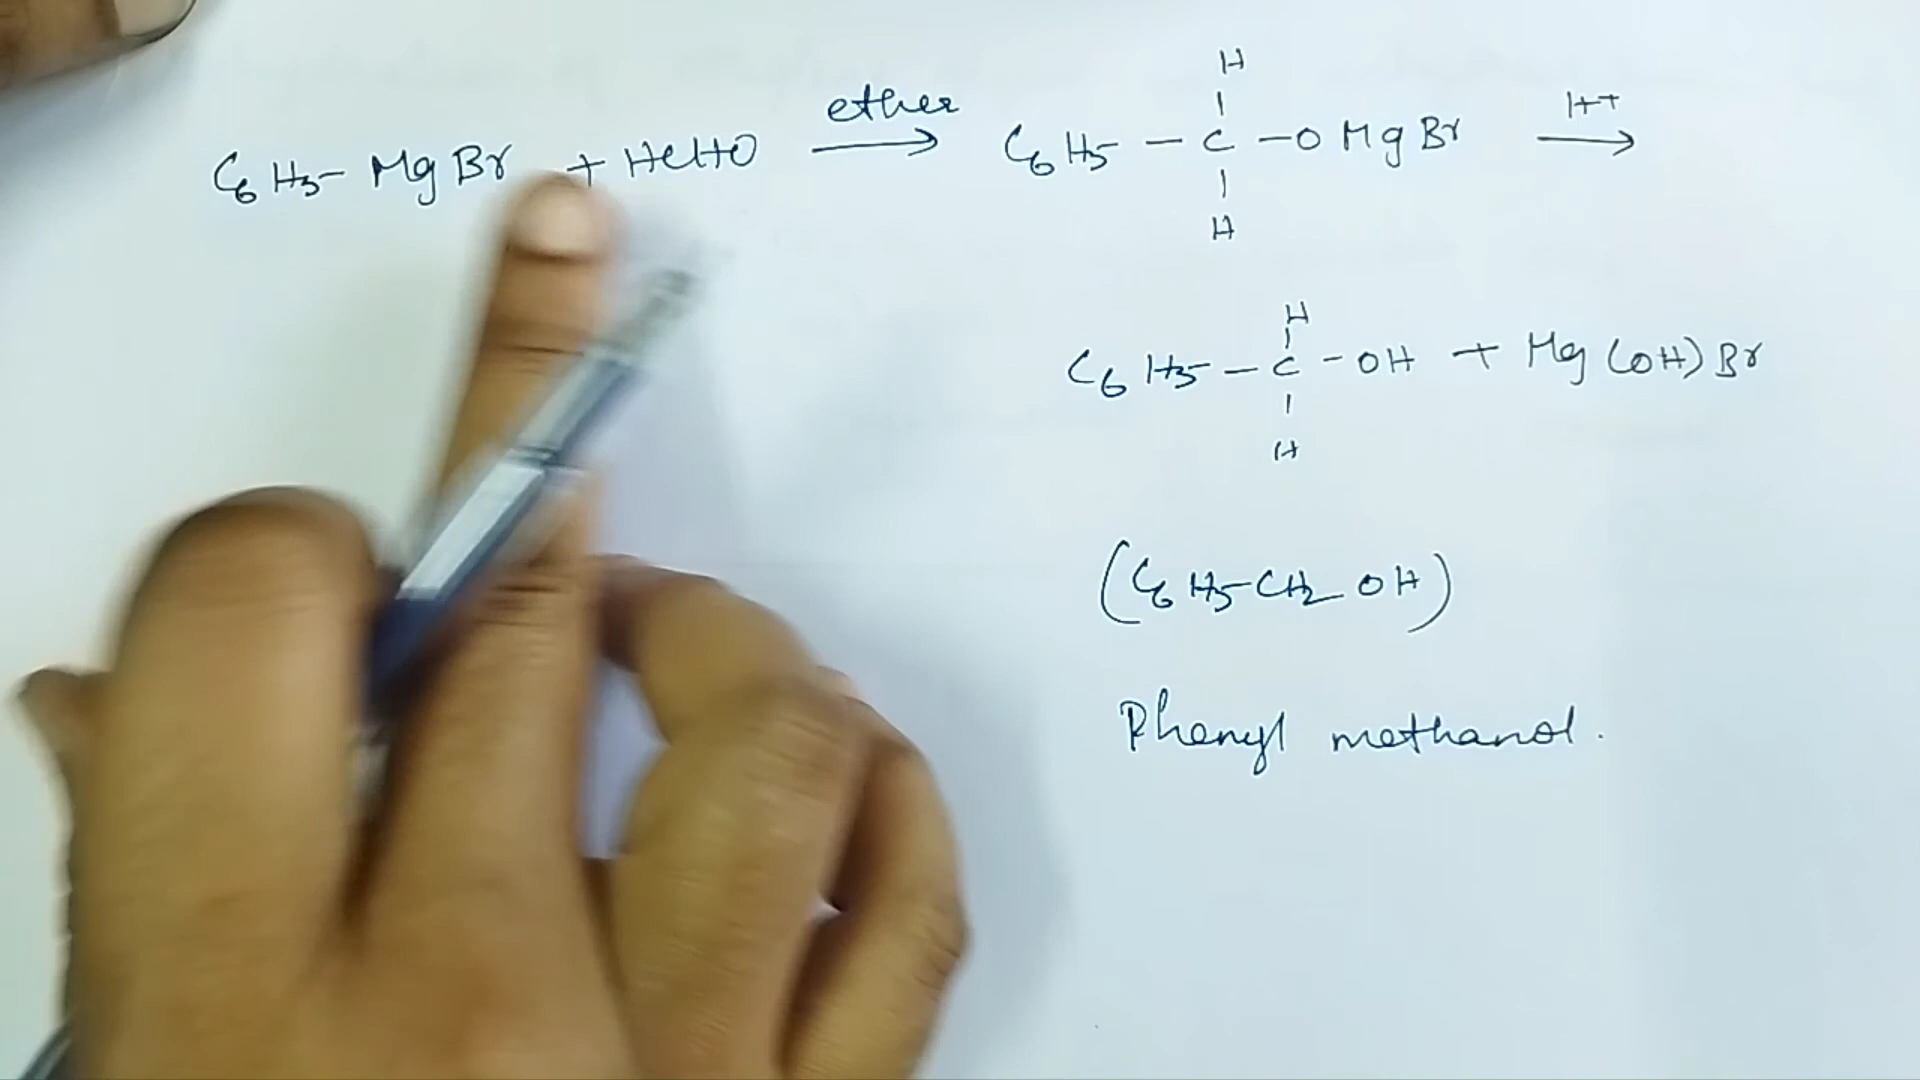 C6H5- MgBr + HCHO ether → C6H5 - C - OMgBr H+ →
H
H
C6H5 - C - OH + Mg(OH)Br
H
H
(C6H5-CH2OH)
Phenyl methanol.